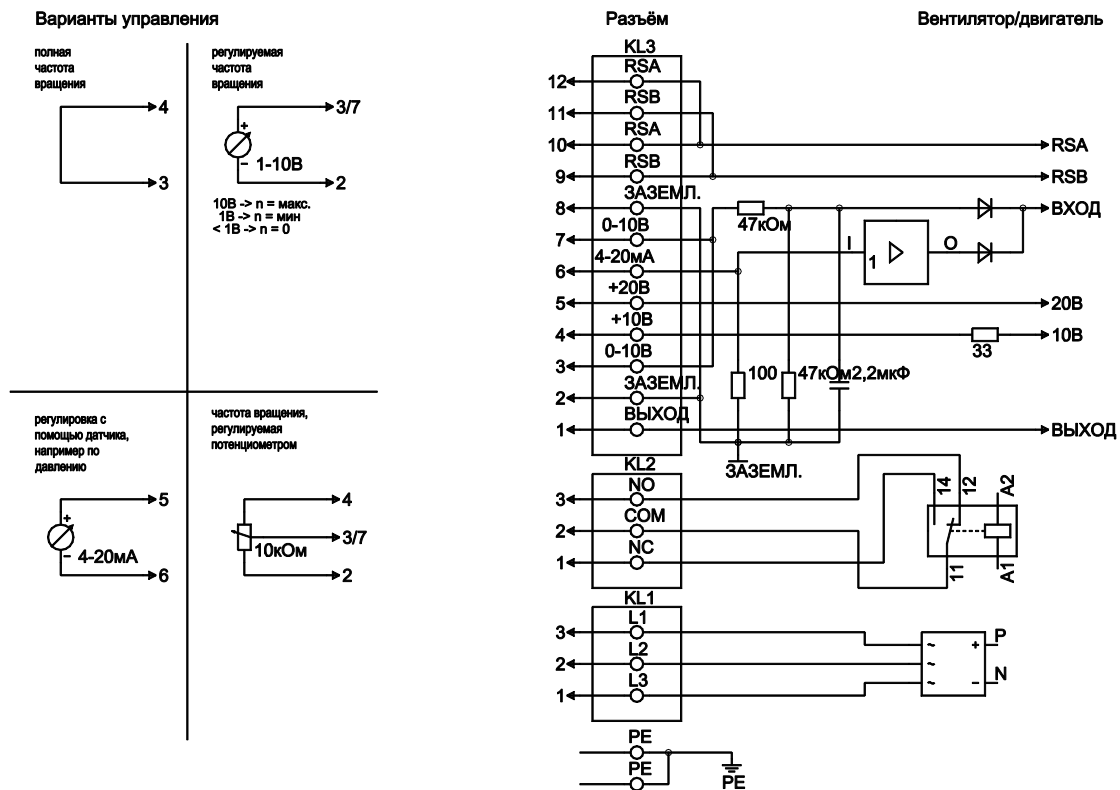 Варианты управления
полная
частота
вращения
4
3
регулируемая
частота
вращения
+
3/7
1-10В
−
2
10В -> n = макс.
1В -> n = мин
< 1В -> n = 0
регулировка с
помощью датчика,
например по
давлению
+
5
4-20мА
−
6
частота вращения,
регулируемая
потенциометром
4
3/7
10кОм
2
Разъём
Вентилятор/двигатель
KL3
12 RSA
11 RSB
10 RSA RSA
9 RSB RSB
8 ЗАЗЕМЛ. 47кОм ВХОД
7 0-10В
6 4-20мА I 1 O
5 +20В 20В
4 +10В 33 10В
3 0-10В
100 47кОм 2,2мкФ
2 ЗАЗЕМЛ.
1 ВЫХОД ВЫХОД
ЗАЗЕМЛ.
KL2
3 NO
2 COM
1 NC
14 12 A2
11 A1
KL1
3 L1
2 L2
1 L3
~ + P
~
~ − N
PE
PE
PE